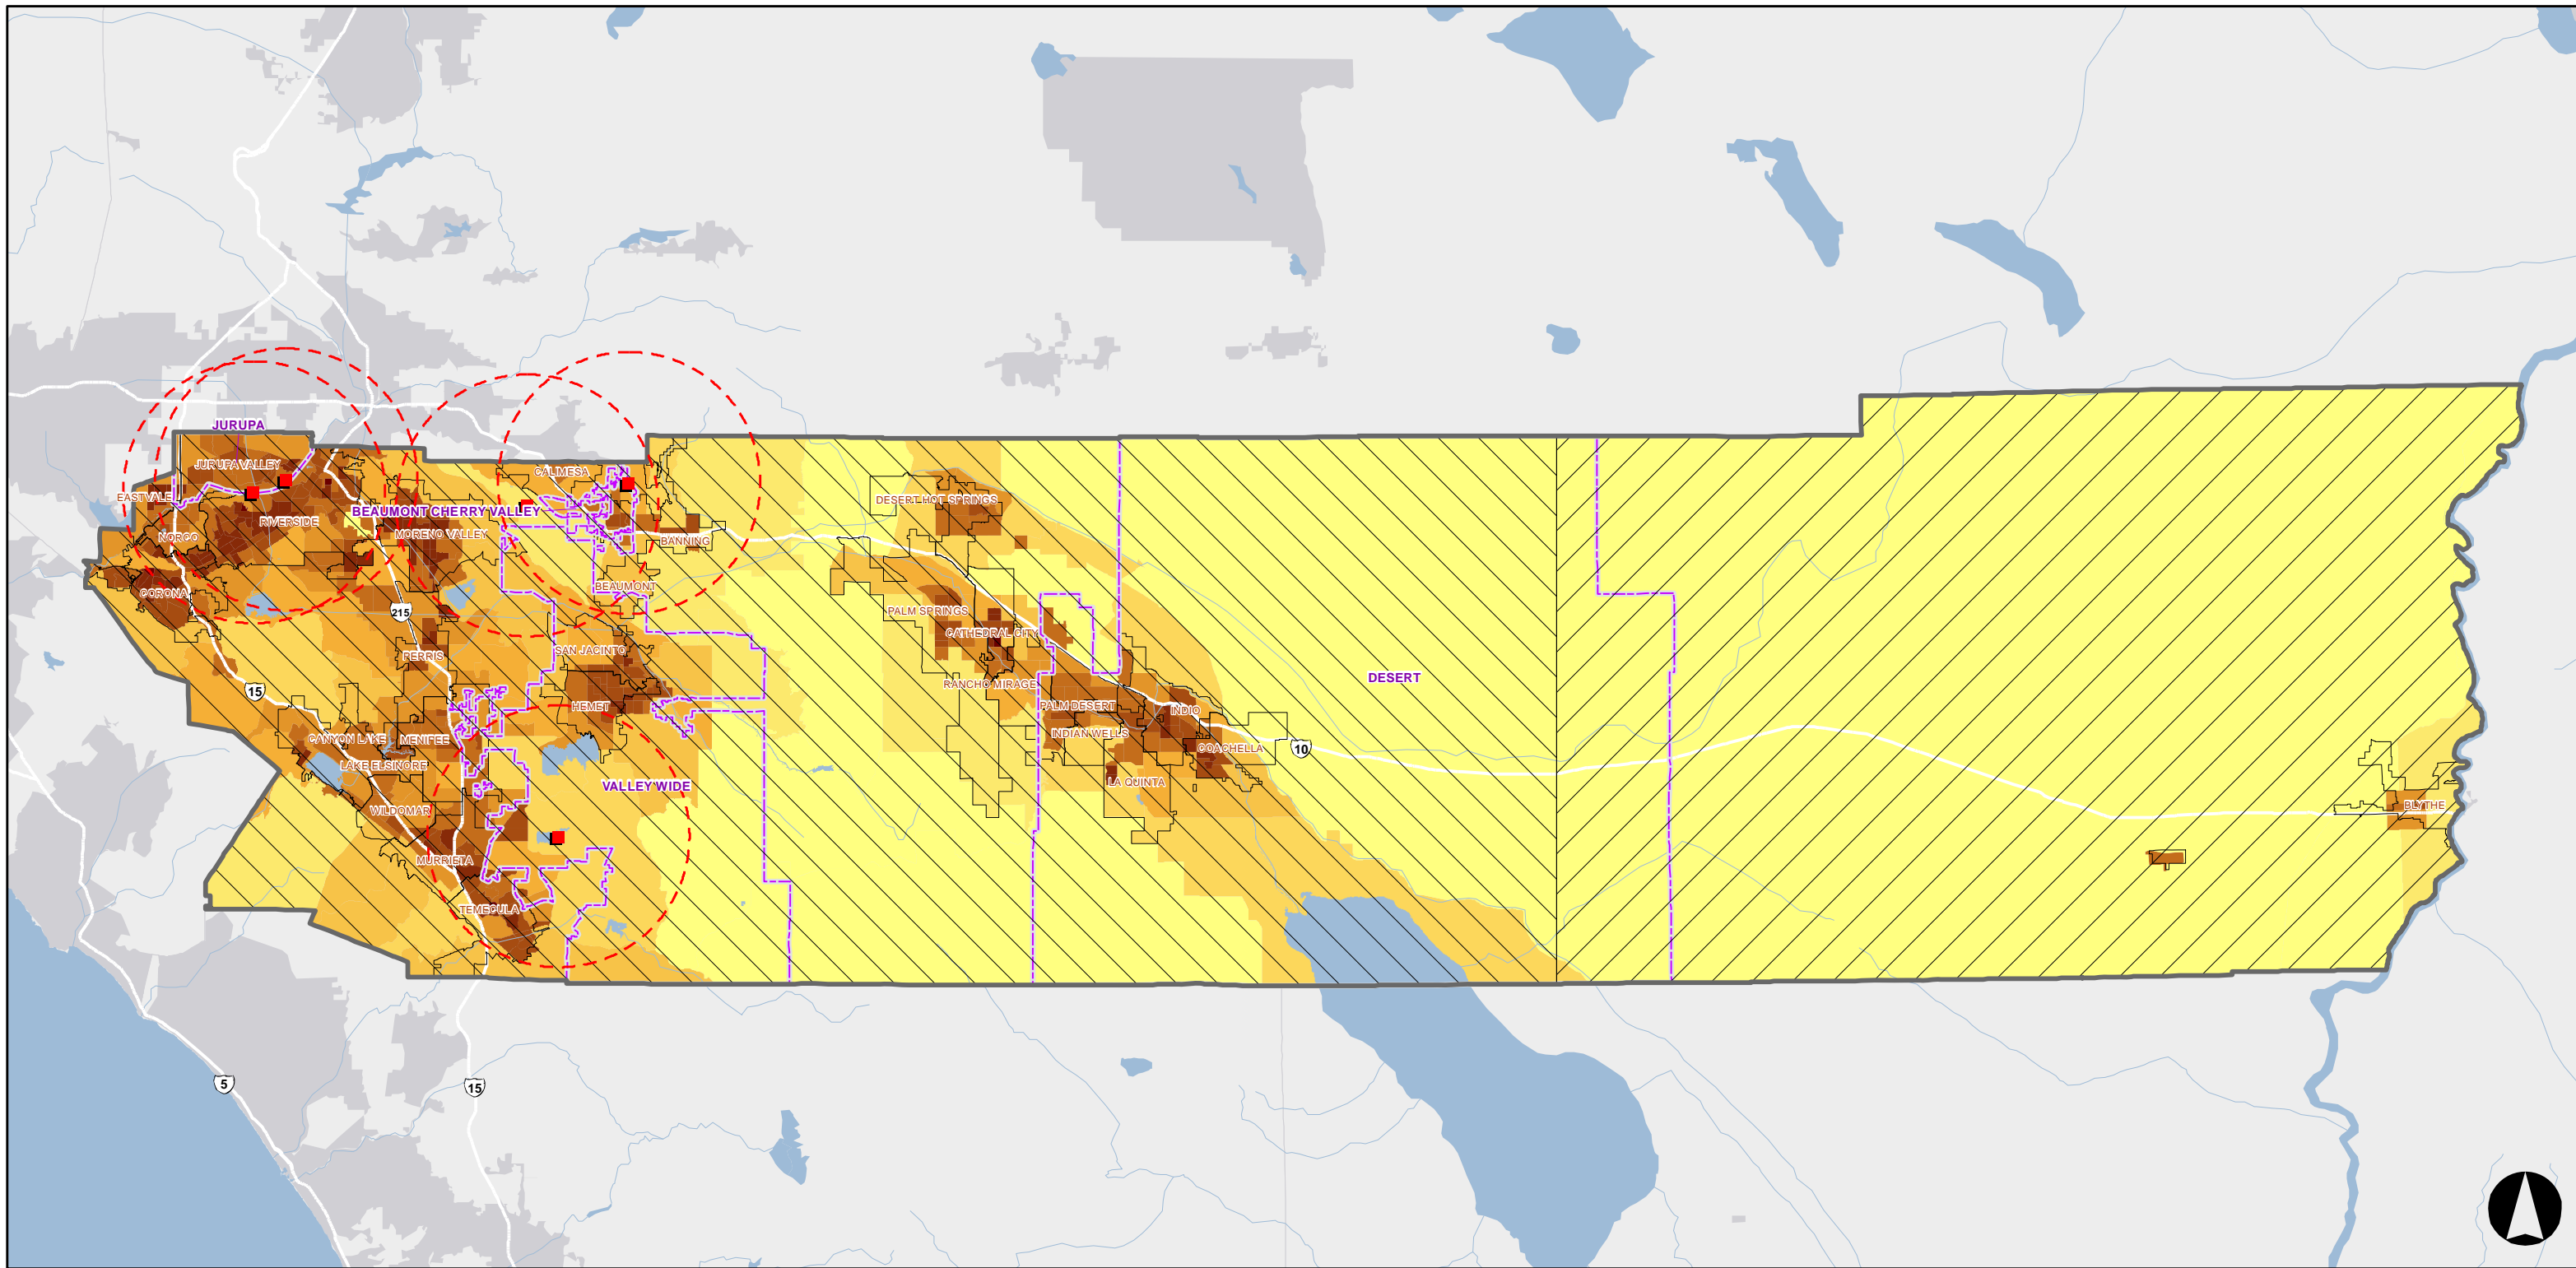 JURUPA
JURUPA VALLEY
CALIMESA
EASTVALE
DESERT HOT SPRINGS
BEAUMONT CHERRY VALLEY
RIVERSIDE
MORENO VALLEY
NORCO
BANNING
BEAUMONT
CORONA
215
PALM SPRINGS
CATHEDRAL CITY
SAN JACINTO
PERRIS
DESERT
RANCHO MIRAGE
15
HEMET
PALM DESERT
INDIO
INDIAN WELLS
CANYON LAKE
MENIFEE
COACHELLA
10
LAKE ELSINORE
LA QUINTA
VALLEY WIDE
BLYTHE
WILDOMAR
MURRIETA
TEMECULA
5
15